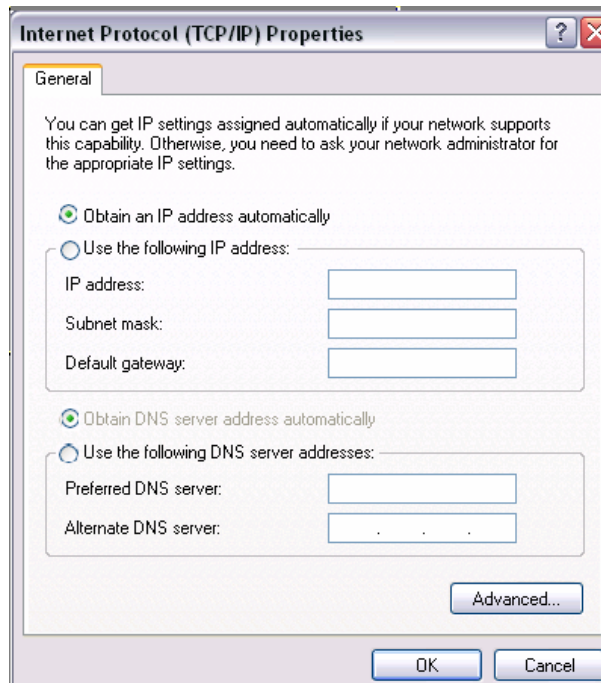 Internet Protocol (TCP/IP) Properties
General
You can get IP settings assigned automatically if your network supports
this capability. Otherwise, you need to ask your network administrator for
the appropriate IP settings.
Obtain an IP address automatically
Use the following IP address:
IP address:
Subnet mask:
Default gateway:
Obtain DNS server address automatically
Use the following DNS server addresses:
Preferred DNS server:
Alternate DNS server:
Advanced...
OK
Cancel